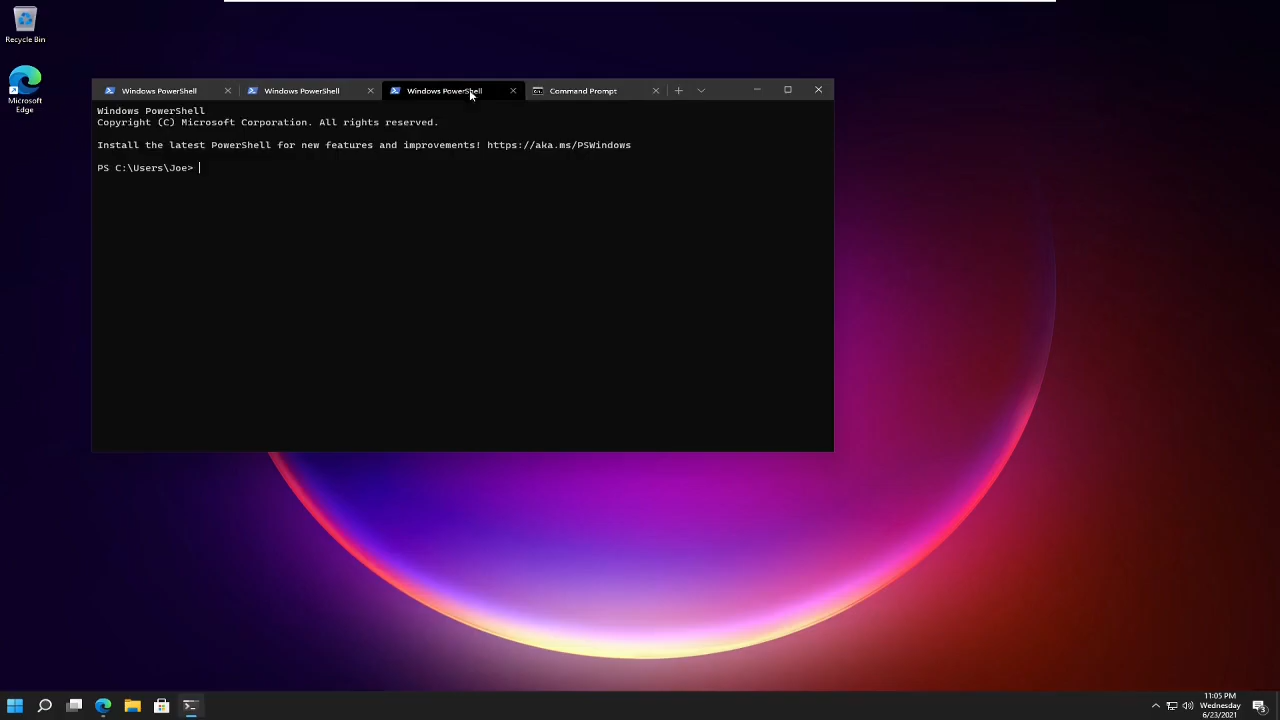 Recycle Bin
Microsoft
Edge
Windows PowerShell
Windows PowerShell
Windows PowerShell
Command Prompt
Windows PowerShell
Copyright (C) Microsoft Corporation. All rights reserved.
Install the latest PowerShell for new features and improvements! https://aka.ms/PSWindows
PS C:\Users\Joe>
11:05 PM
Wednesday
6/23/2021
3